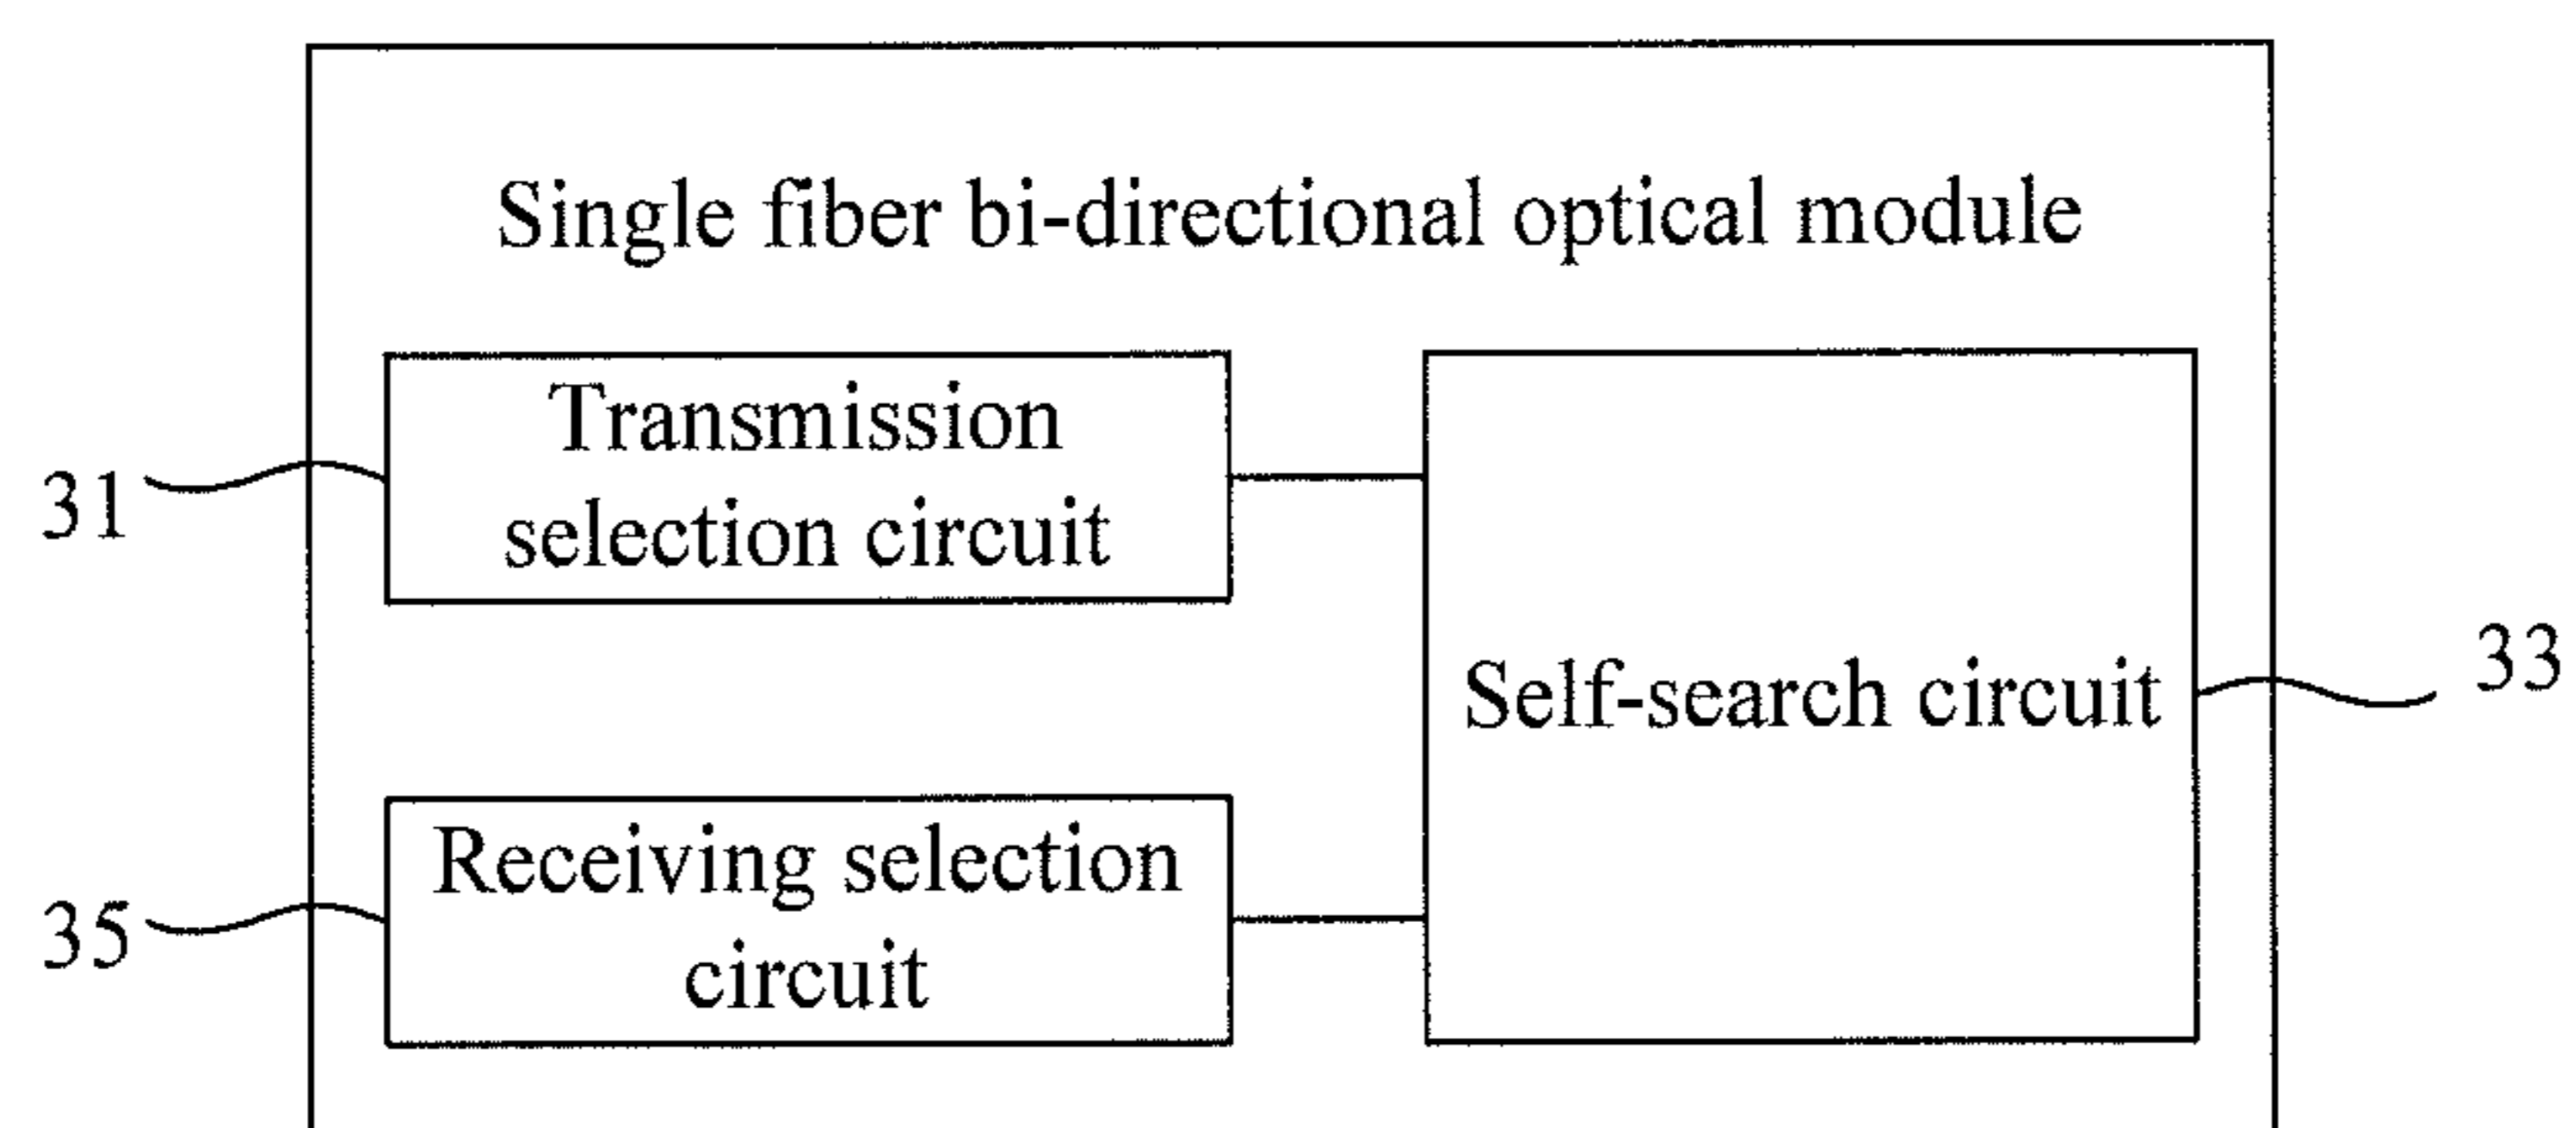 Single fiber bi-directional optical module
Transmission
selection circuit
31
Self-search circuit
33
Receiving selection
circuit
35